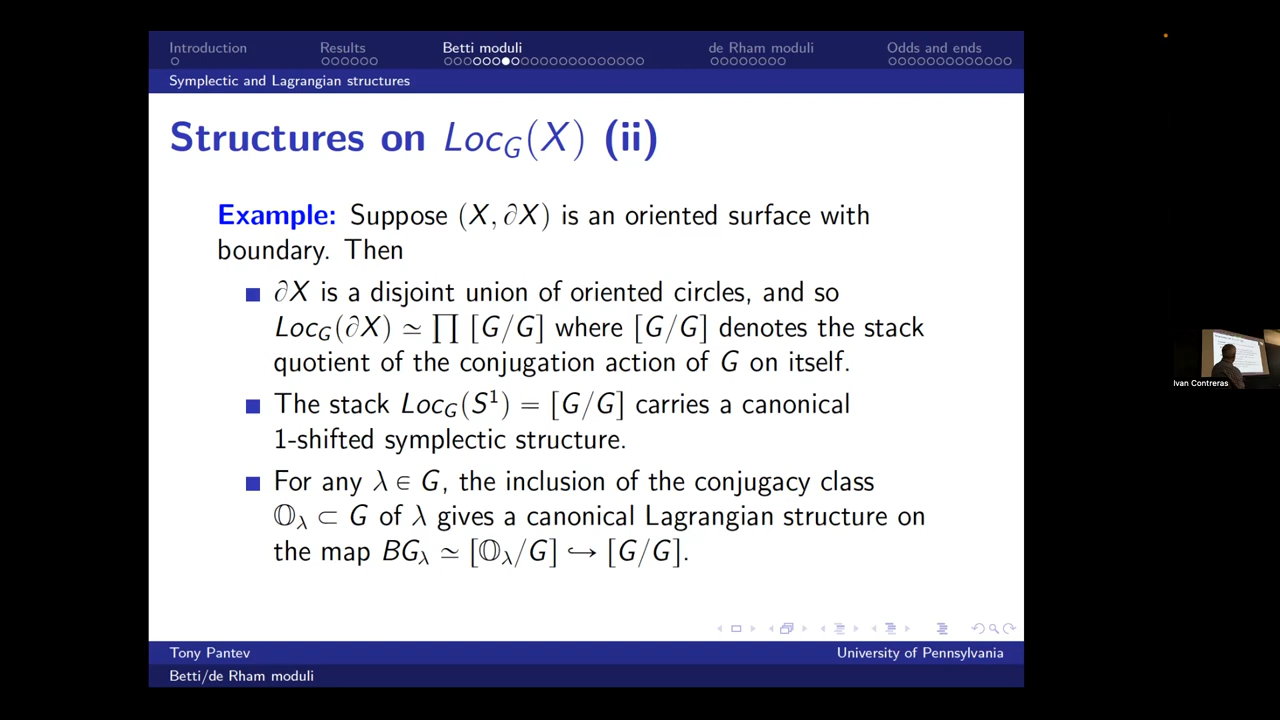 Introduction Results Betti moduli de Rham moduli Odds and ends
Symplectic and Lagrangian structures
Structures on Loc_G(X) (ii)
Example: Suppose (X, ∂X) is an oriented surface with
boundary. Then
∂X is a disjoint union of oriented circles, and so
Loc_G(∂X) ≃ ∏ [G/G] where [G/G] denotes the stack
quotient of the conjugation action of G on itself.
The stack Loc_G(S¹) = [G/G] carries a canonical
1-shifted symplectic structure.
For any λ ∈ G, the inclusion of the conjugacy class
𝕆_λ ⊂ G of λ gives a canonical Lagrangian structure on
the map BG_λ ≃ [𝕆_λ/G] ↪ [G/G].
Tony Pantev University of Pennsylvania
Betti/de Rham moduli
Ivan Contreras